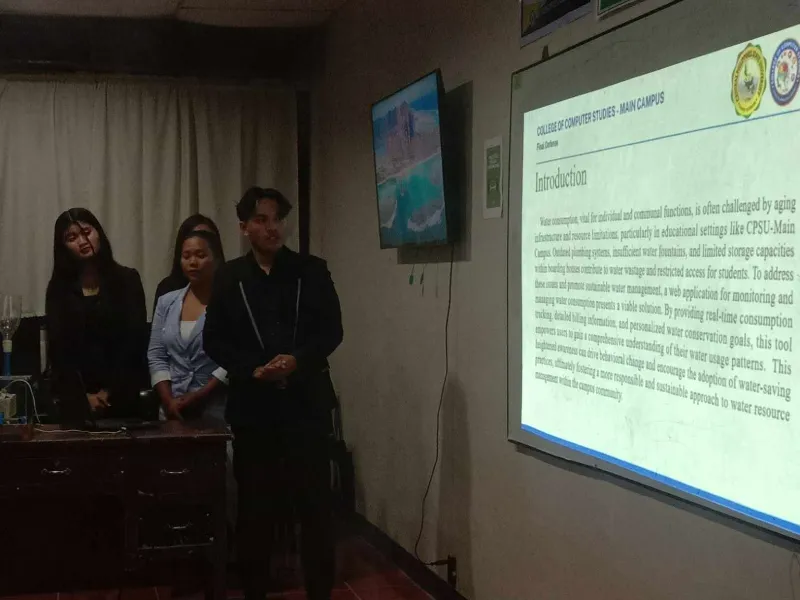 COLLEGE OF COMPUTER STUDIES - MAIN CAMPUS
Final Defense
Introduction
Water consumption, vital for individual and communal functions, is often challenged by aging
infrastructure and resource limitations, particularly in educational settings like CPSU-Main
Campus. Outdated plumbing systems, insufficient water fountains, and limited storage capacities
within boarding houses contribute to water wastage and restricted access for students. To address
these issues and promote sustainable water management, a web application for monitoring and
managing water consumption presents a viable solution. By providing real-time consumption
tracking, detailed billing information, and personalized water conservation goals, this tool
empowers users to gain a comprehensive understanding of their water usage patterns. This
heightened awareness can drive behavioral change and encourage the adoption of water-saving
practices, ultimately fostering a more responsible and sustainable approach to water resource
management within the campus community.